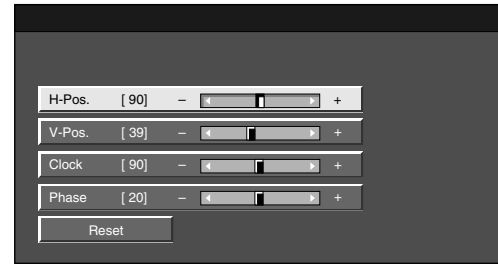 H-Pos. [ 90] – +
V-Pos. [ 39] – +
Clock [ 90] – +
Phase [ 20] – +
Reset